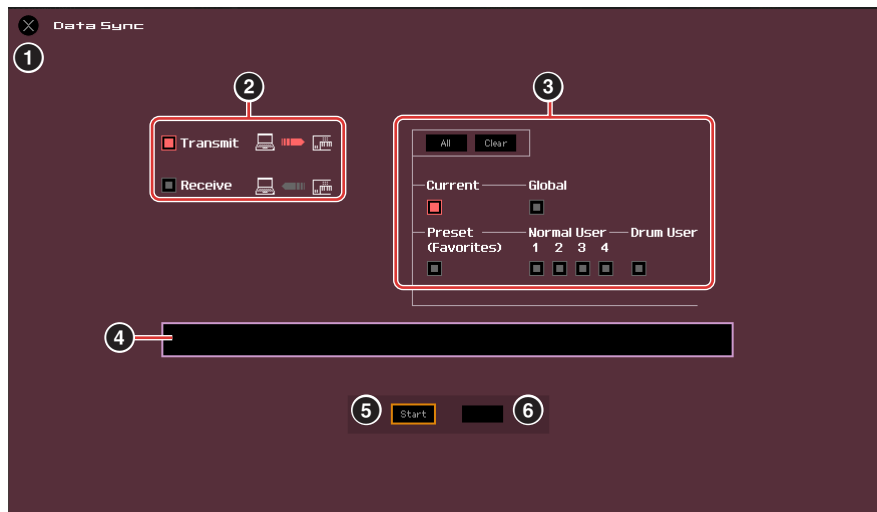 Data Sync
1
2
3
Transmit
Receive
All Clear
Current Global
Preset Normal User Drum User
(Favorites) 1 2 3 4
4
5 Start 6